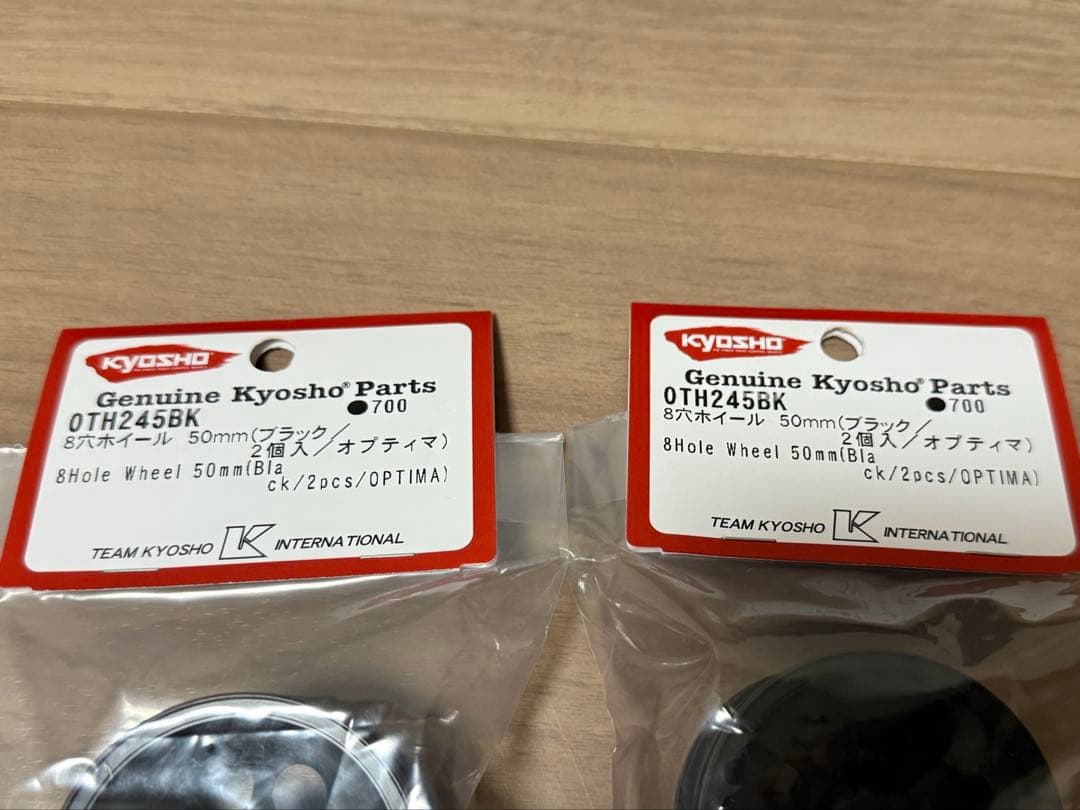 KYOSHO
Genuine Kyosho® Parts
OTH245BK ●700
8穴ホイール 50mm(ブラック/
2個入/オプティマ)
8Hole Wheel 50mm(Bla
ck/2pcs/OPTIMA)
TEAM KYOSHO K INTERNATIONAL
KYOSHO
Genuine Kyosho® Parts
OTH245BK ●700
8穴ホイール 50mm(ブラック/
2個入/オプティマ)
8Hole Wheel 50mm(Bla
ck/2pcs/OPTIMA)
TEAM KYOSHO K INTERNATIONAL